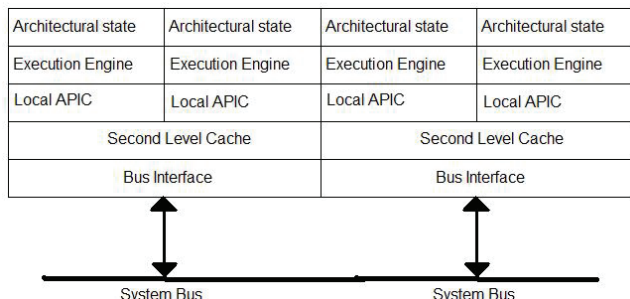 Architectural state Architectural state Architectural state Architectural state
Execution Engine Execution Engine Execution Engine Execution Engine
Local APIC Local APIC Local APIC Local APIC
Second Level Cache Second Level Cache
Bus Interface Bus Interface
System Bus System Bus